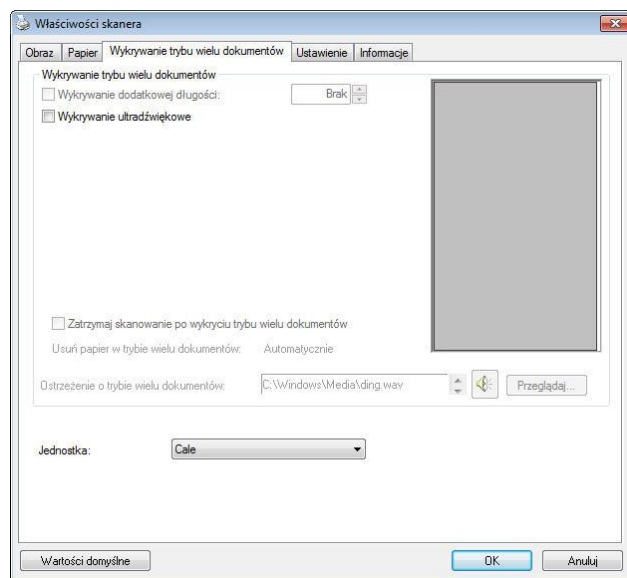 Właściwości skanera
Obraz Papier Wykrywanie trybu wielu dokumentów Ustawienie Informacje
Wykrywanie trybu wielu dokumentów
Wykrywanie dodatkowej długości: Brak
Wykrywanie ultradźwiękowe
Zatrzymaj skanowanie po wykryciu trybu wielu dokumentów
Usuń papier w trybie wielu dokumentów: Automatycznie
Ostrzeżenie o trybie wielu dokumentów: C:\Windows\Media\ding.wav Przeglądaj...
Jednostka: Cale
Wartości domyślne OK Anuluj